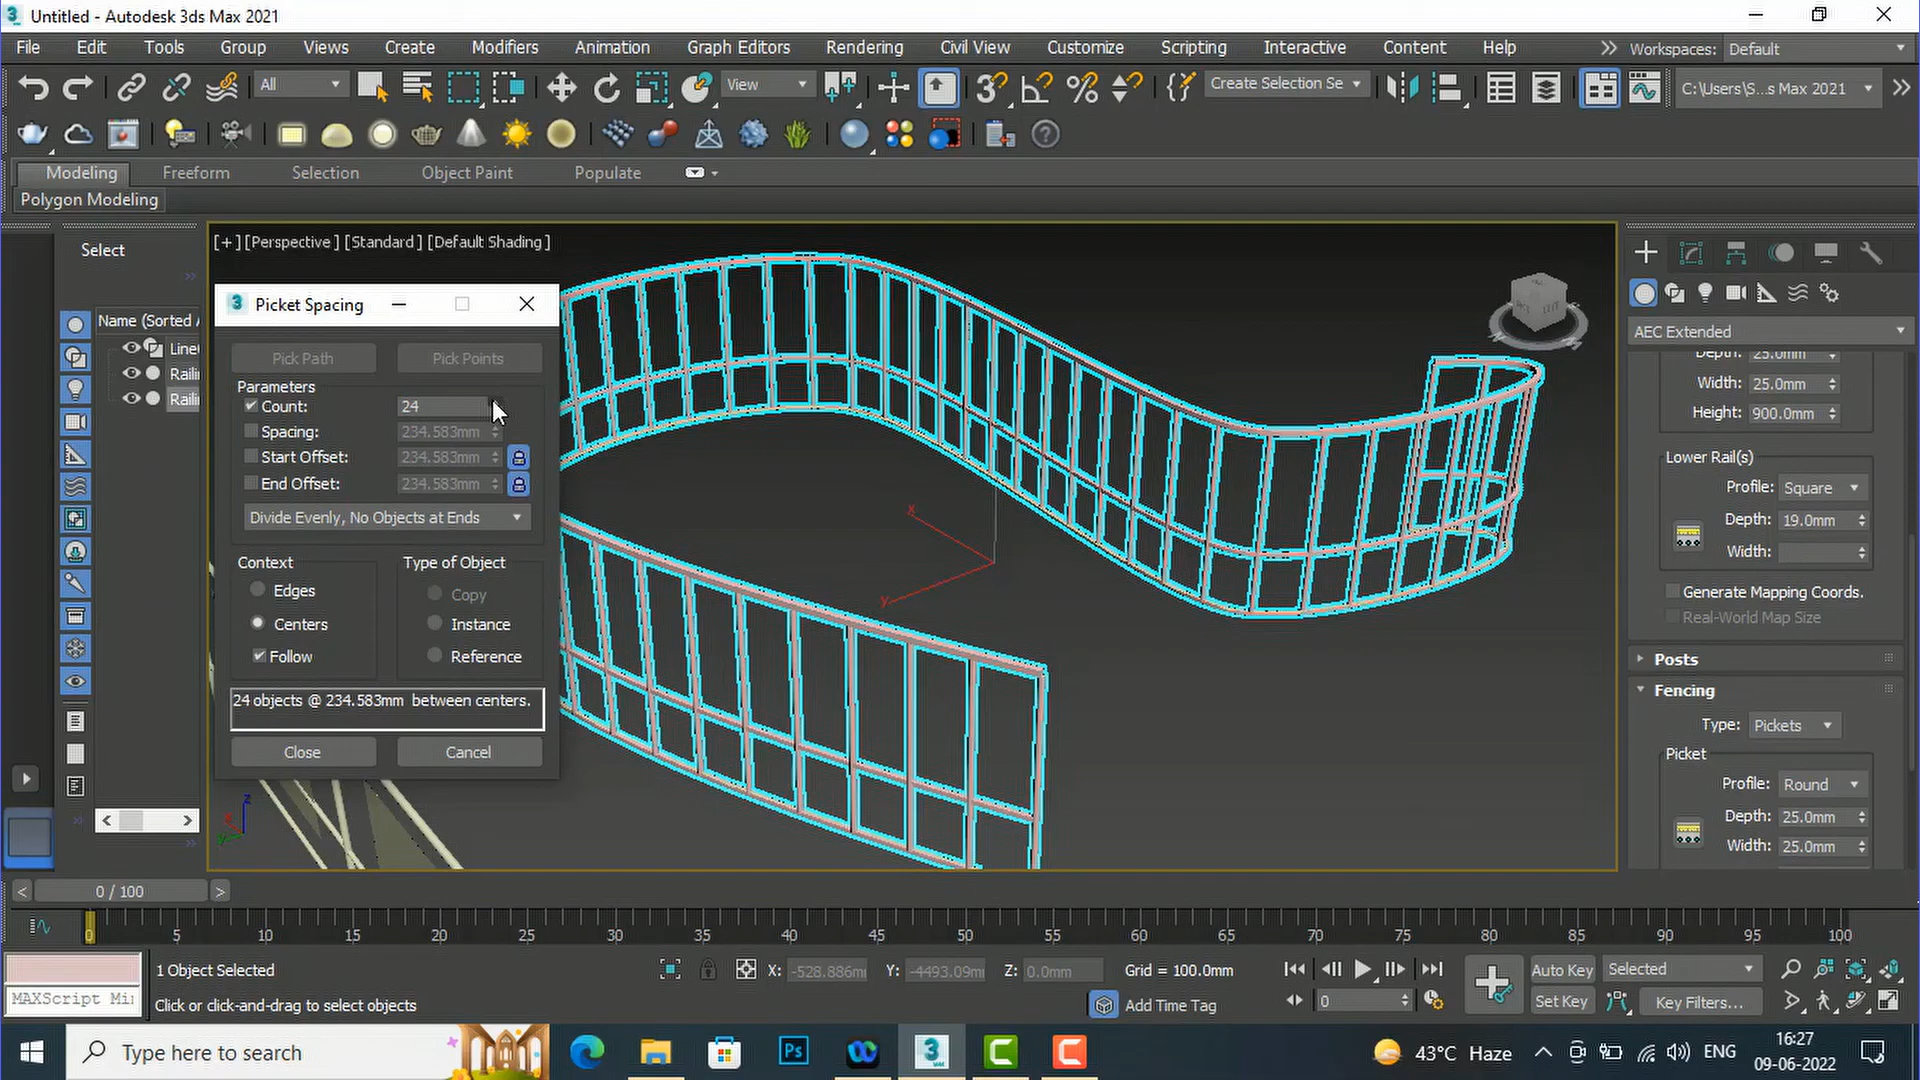 Untitled - Autodesk 3ds Max 2021
File Edit Tools Group Views Create Modifiers Animation Graph Editors Rendering Civil View Customize Scripting Interactive Content Help Workspaces: Default
All View Create Selection Se C:\Users\S...s Max 2021
Modeling Freeform Selection Object Paint Populate
Polygon Modeling
Select
Name (Sorted A
Line
Railin
Railin
[+] [Perspective] [Standard] [Default Shading]
Picket Spacing
Pick Path Pick Points
Parameters
Count: 24
Spacing: 234.583mm
Start Offset: 234.583mm
End Offset: 234.583mm
Divide Evenly, No Objects at Ends
Context Type of Object
Edges Copy
Centers Instance
Follow Reference
24 objects @ 234.583mm between centers.
Close Cancel
x
y
z
x
y
AEC Extended
Depth: 25.0mm
Width: 25.0mm
Height: 900.0mm
Lower Rail(s)
Profile: Square
Depth: 19.0mm
Width:
Generate Mapping Coords.
Real-World Map Size
Posts
Fencing
Type: Pickets
Picket
Profile: Round
Depth: 25.0mm
Width: 25.0mm
< 0 / 100 >
0 5 10 15 20 25 30 35 40 45 50 55 60 65 70 75 80 85 90 95 100
1 Object Selected X: -528.886mm Y: -4493.09mm Z: 0.0mm Grid = 100.0mm Auto Key Selected
MAXScript Mi Click or click-and-drag to select objects Add Time Tag 0 Set Key Key Filters...
Type here to search Ps 3 43°C Haze ENG 16:27
09-06-2022